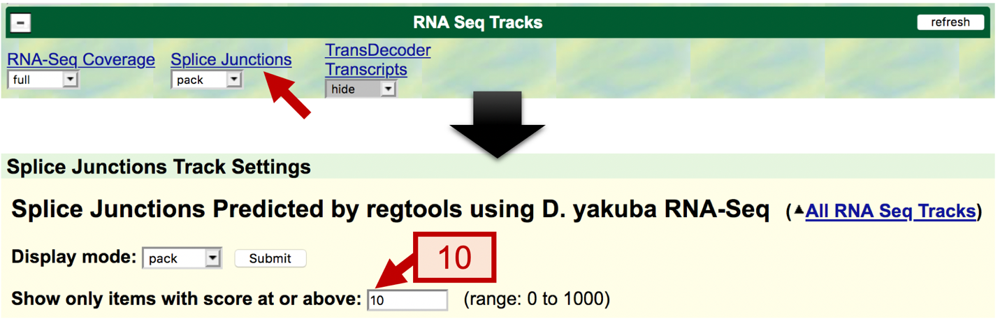 -
RNA Seq Tracks
refresh
RNA-Seq Coverage
Splice Junctions
TransDecoder
Transcripts
full
pack
hide
Splice Junctions Track Settings
Splice Junctions Predicted by regtools using D. yakuba RNA-Seq (▲All RNA Seq Tracks)
Display mode: pack Submit
10
Show only items with score at or above: 10 (range: 0 to 1000)